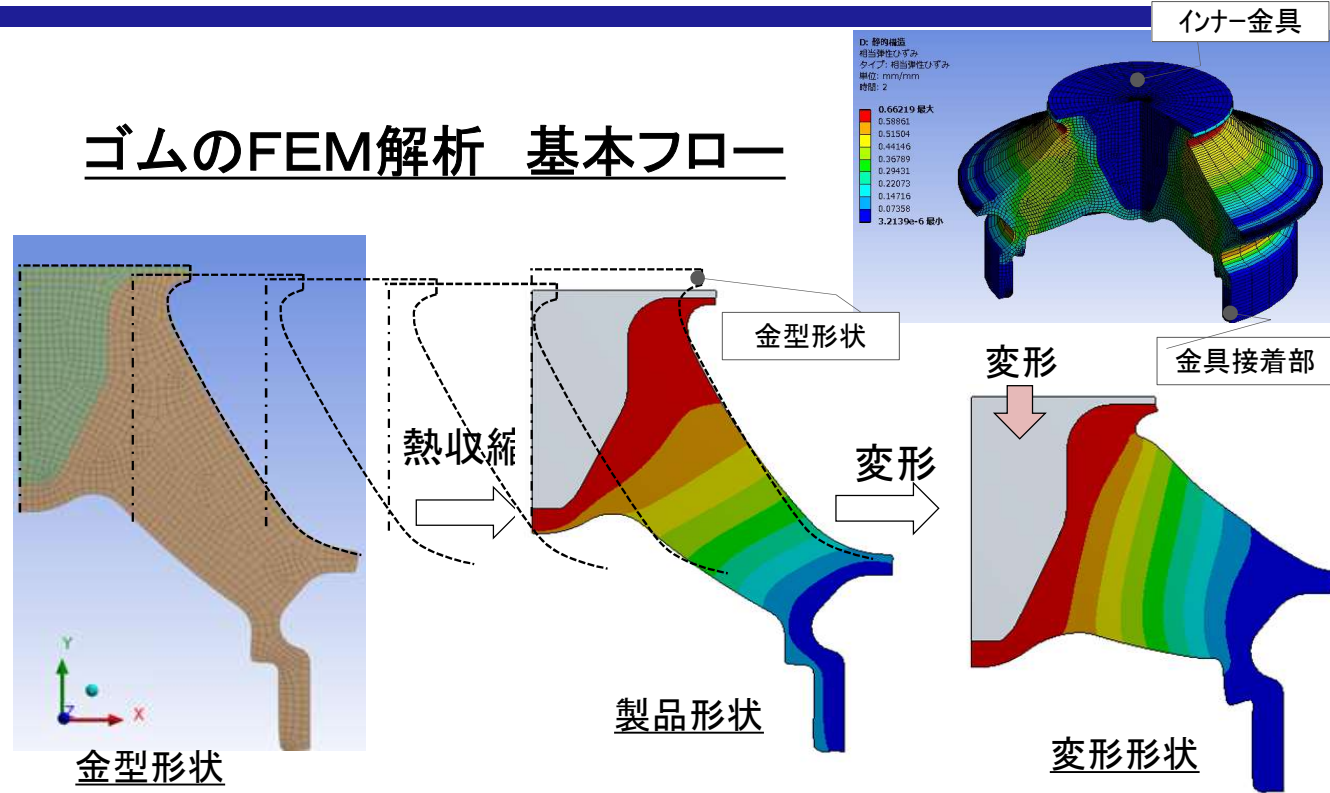 インナー金具
D: 静的構造
相当弾性ひずみ
タイプ: 相当弾性ひずみ
単位: mm/mm
時間: 2
0.66219 最大
0.58861
0.51504
0.44146
0.36789
0.29431
0.22073
0.14716
0.07358
3.2139e-6 最小
ゴムのFEM解析 基本フロー
金型形状
変形
金具接着部
熱収縮
変形
Y
Z
X
金型形状
製品形状
変形形状